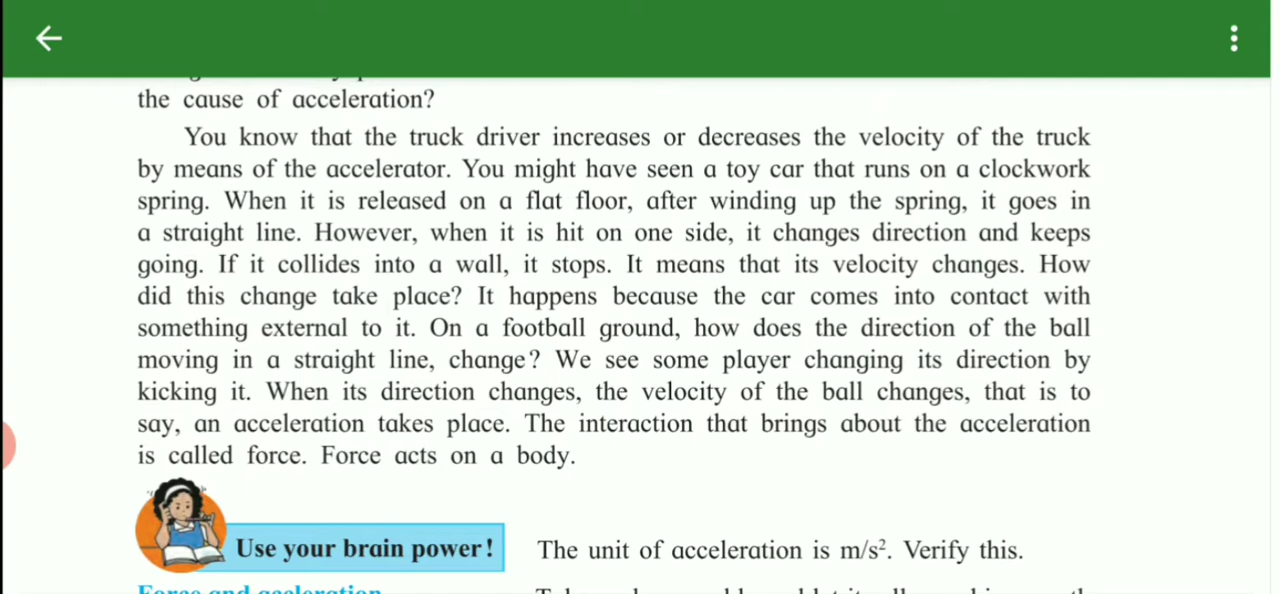 the cause of acceleration?
You know that the truck driver increases or decreases the velocity of the truck
by means of the accelerator. You might have seen a toy car that runs on a clockwork
spring. When it is released on a flat floor, after winding up the spring, it goes in
a straight line. However, when it is hit on one side, it changes direction and keeps
going. If it collides into a wall, it stops. It means that its velocity changes. How
did this change take place? It happens because the car comes into contact with
something external to it. On a football ground, how does the direction of the ball
moving in a straight line, change? We see some player changing its direction by
kicking it. When its direction changes, the velocity of the ball changes, that is to
say, an acceleration takes place. The interaction that brings about the acceleration
is called force. Force acts on a body.
Use your brain power! The unit of acceleration is m/s². Verify this.
Force and acleration